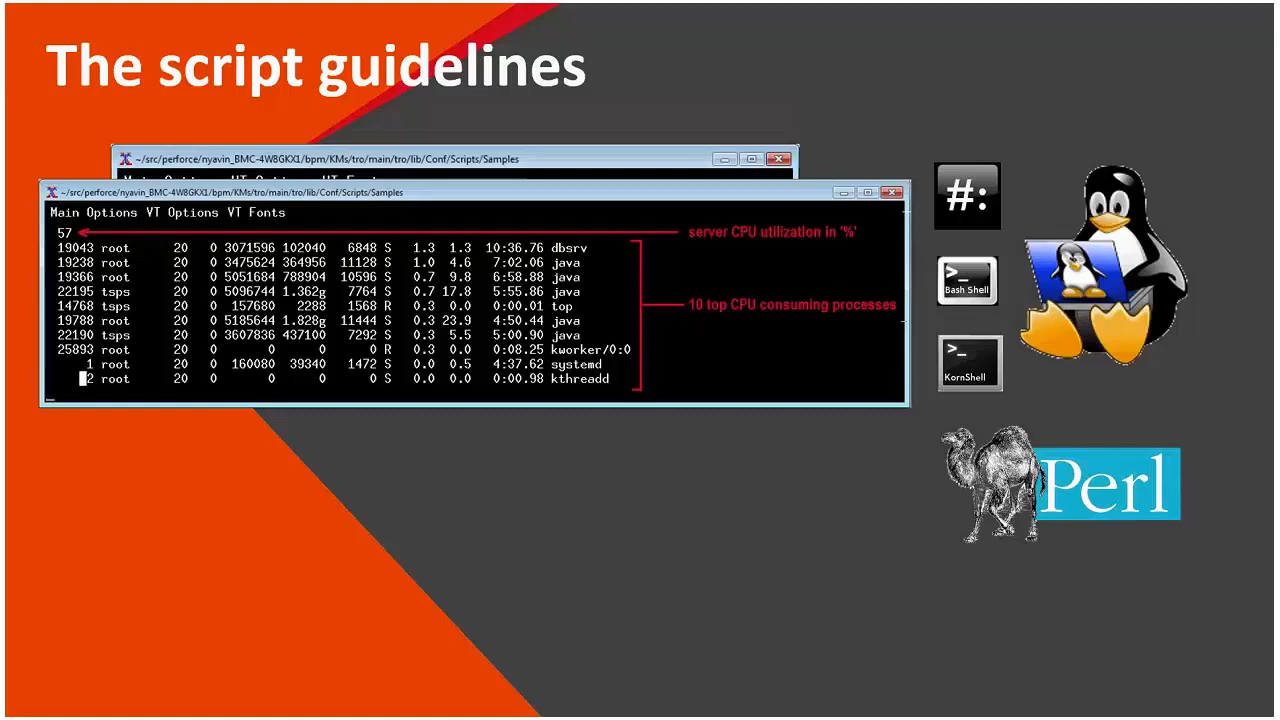 The script guidelines
~/src/perforce/nyavin_BMC-4W8GKX1/bpm/KMs/tro/main/tro/lib/Conf/Scripts/Samples
~/src/perforce/nyavin_BMC-4W8GKX1/bpm/KMs/tro/main/tro/lib/Conf/Scripts/Samples
Main Options VT Options VT Fonts
57
server CPU utilization in '%'
19043 root 20 0 3071596 102040 6848 S 1.3 1.3 10:36.76 dbsrv
19238 root 20 0 3475624 364956 11128 S 1.0 4.6 7:02.06 java
19366 root 20 0 5051684 788904 10596 S 0.7 9.8 6:58.88 java
22195 tsps 20 0 5096744 1.362g 7764 S 0.7 17.8 5:55.86 java
14768 root 20 0 157680 2288 1568 R 0.3 0.0 0:00.01 top
19788 root 20 0 5185644 1.828g 11444 S 0.3 23.9 4:50.44 java
22190 tsps 20 0 3607836 437100 7292 S 0.3 5.5 5:00.90 java
25893 root 20 0 0 0 0 R 0.3 0.0 0:08.25 kworker/0:0
1 root 20 0 160080 39340 1472 S 0.0 0.5 4:37.62 systemd
2 root 20 0 0 0 0 S 0.0 0.0 0:00.98 kthreadd
10 top CPU consuming processes
#:
>_
Bash Shell
>_
KornShell
Perl